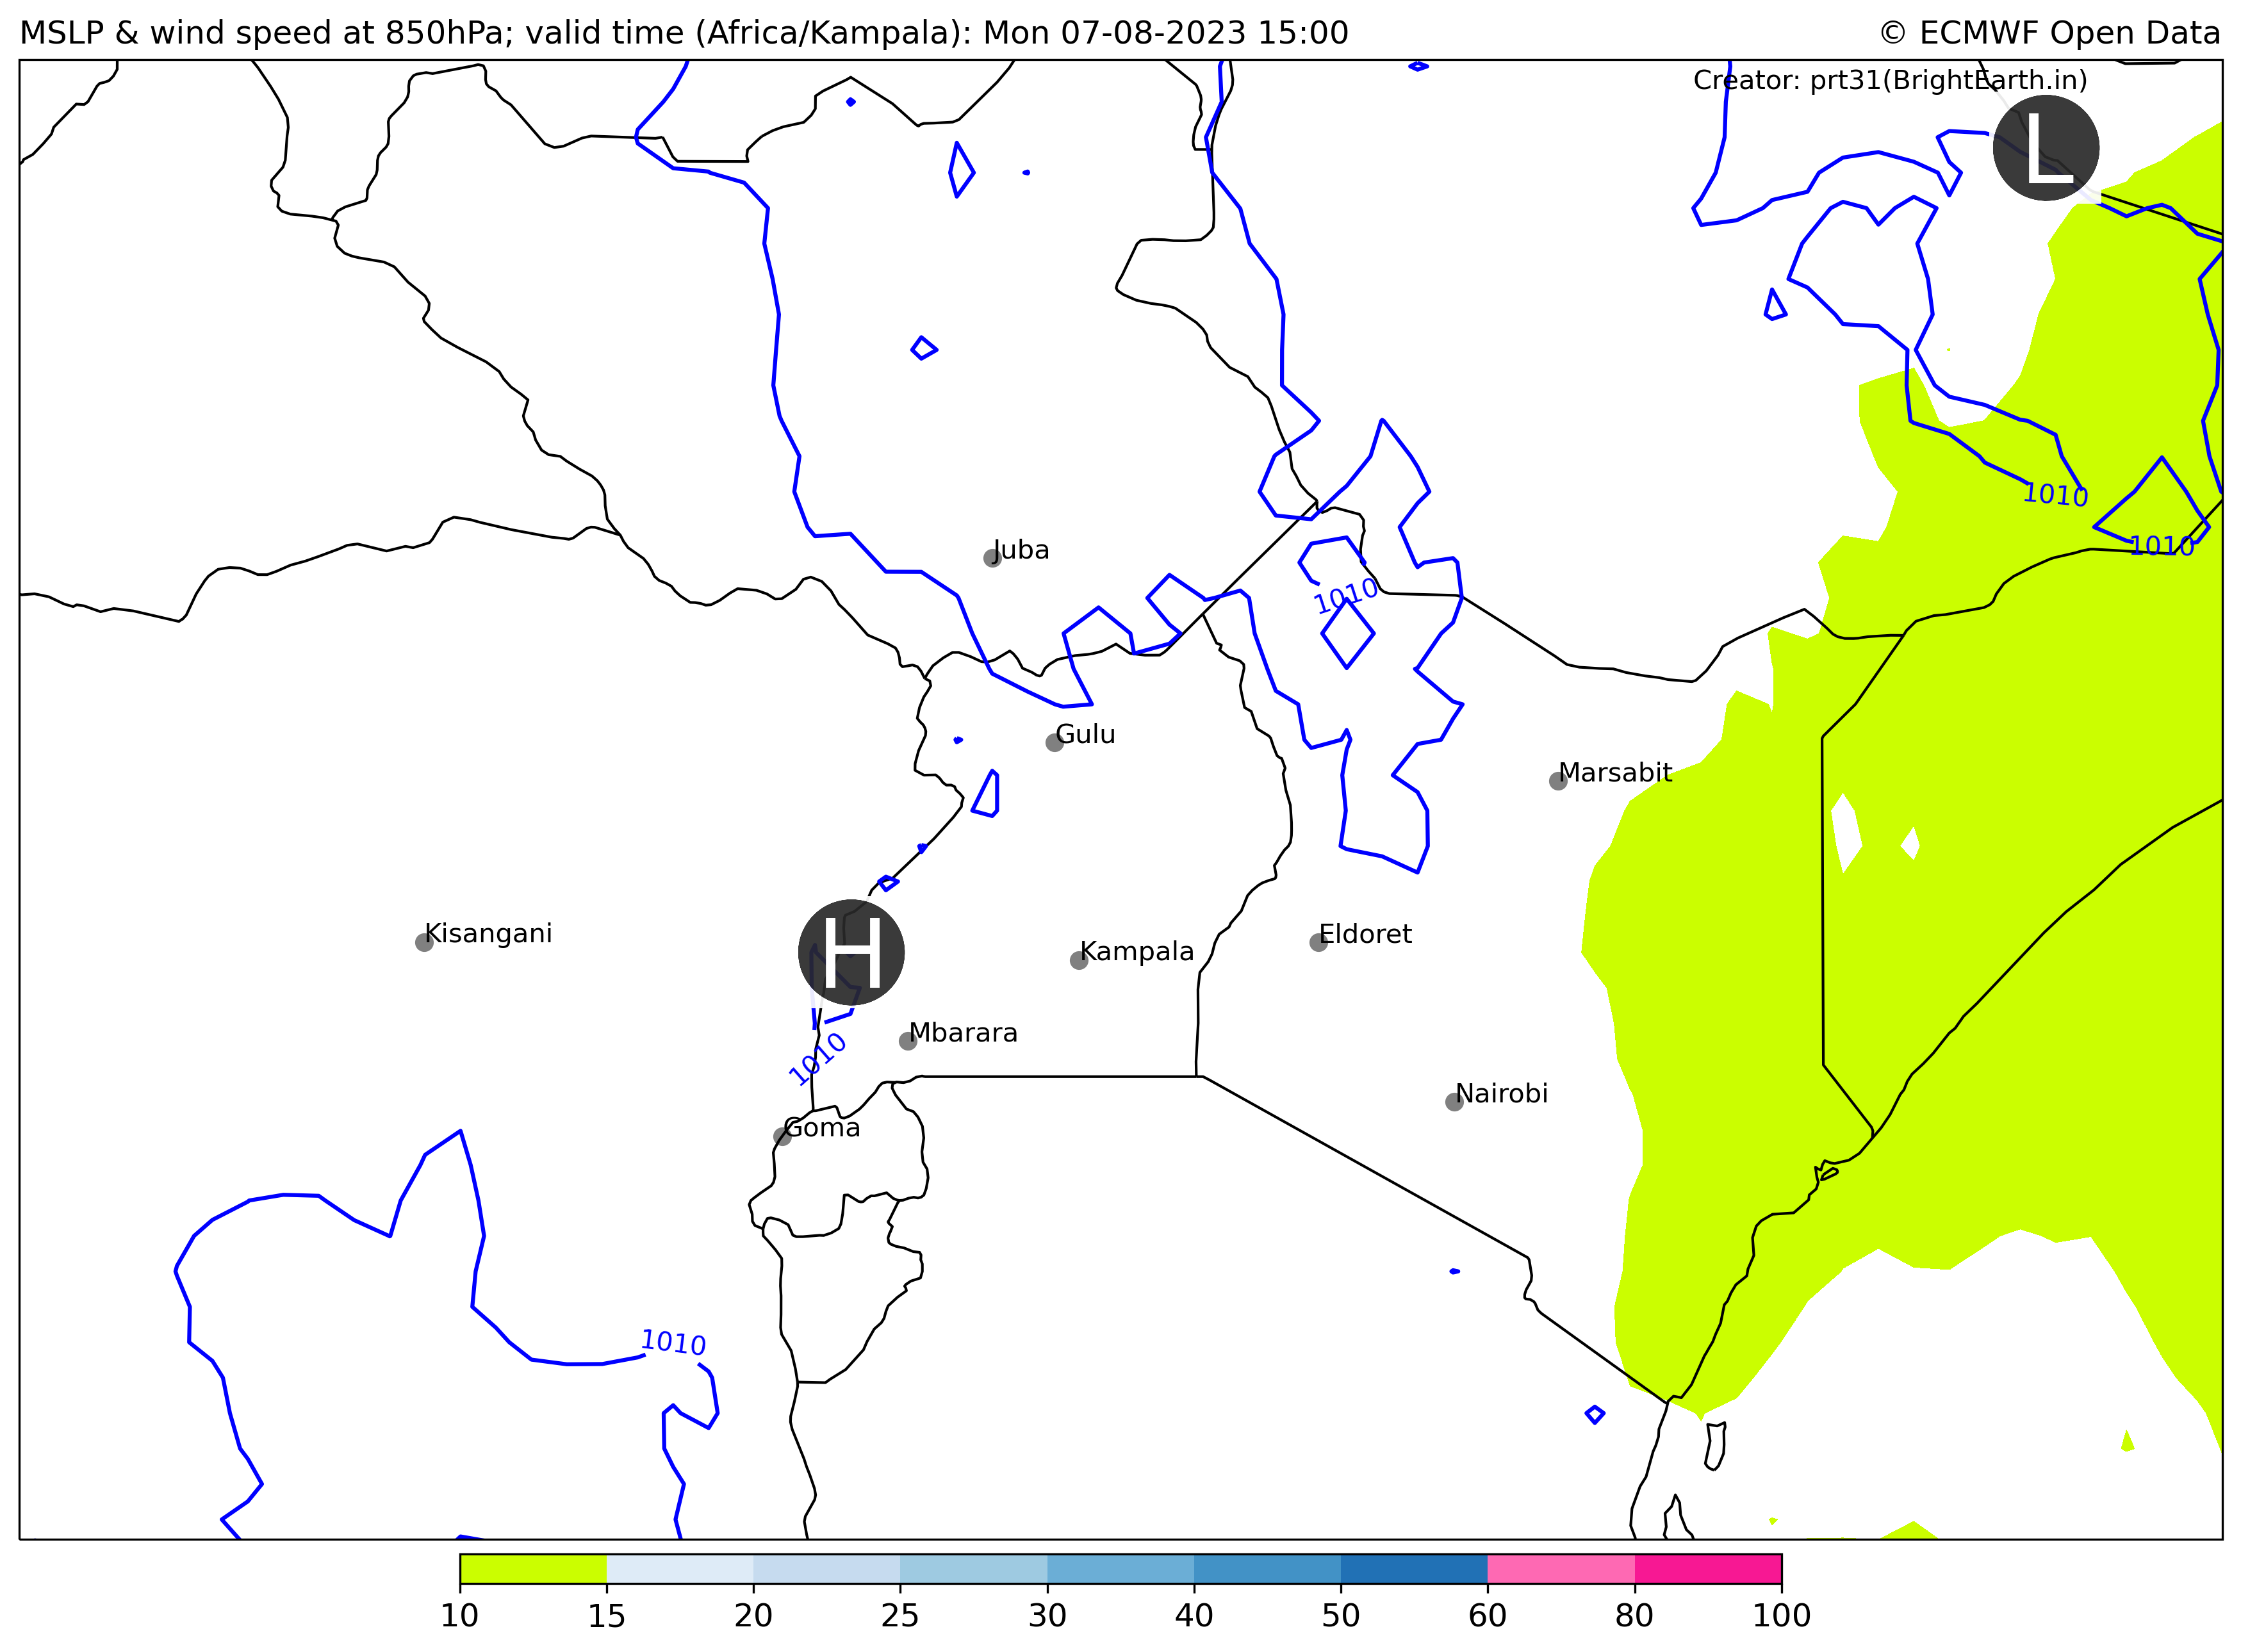 MSLP & wind speed at 850hPa; valid time (Africa/Kampala): Mon 07-08-2023 15:00
© ECMWF Open Data
Creator: prt31(BrightEarth.in)
L
1010
1010
Juba
1010
Gulu
Marsabit
Kisangani
Eldoret
H
Kampala
Mbarara
1010
Nairobi
Goma
1010
10 15 20 25 30 40 50 60 80 100